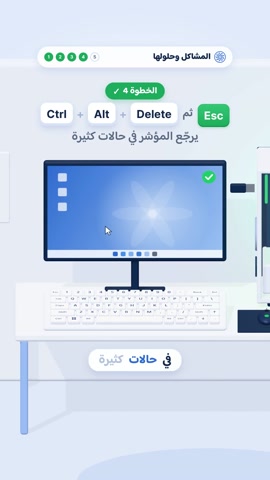 المشاكل وحلولها
1 2 3 4 5
الخطوة 4 ✓
Ctrl + Alt + Delete ثم Esc
يرجّع المؤشر في حالات كثيرة
في حالات كثيرة